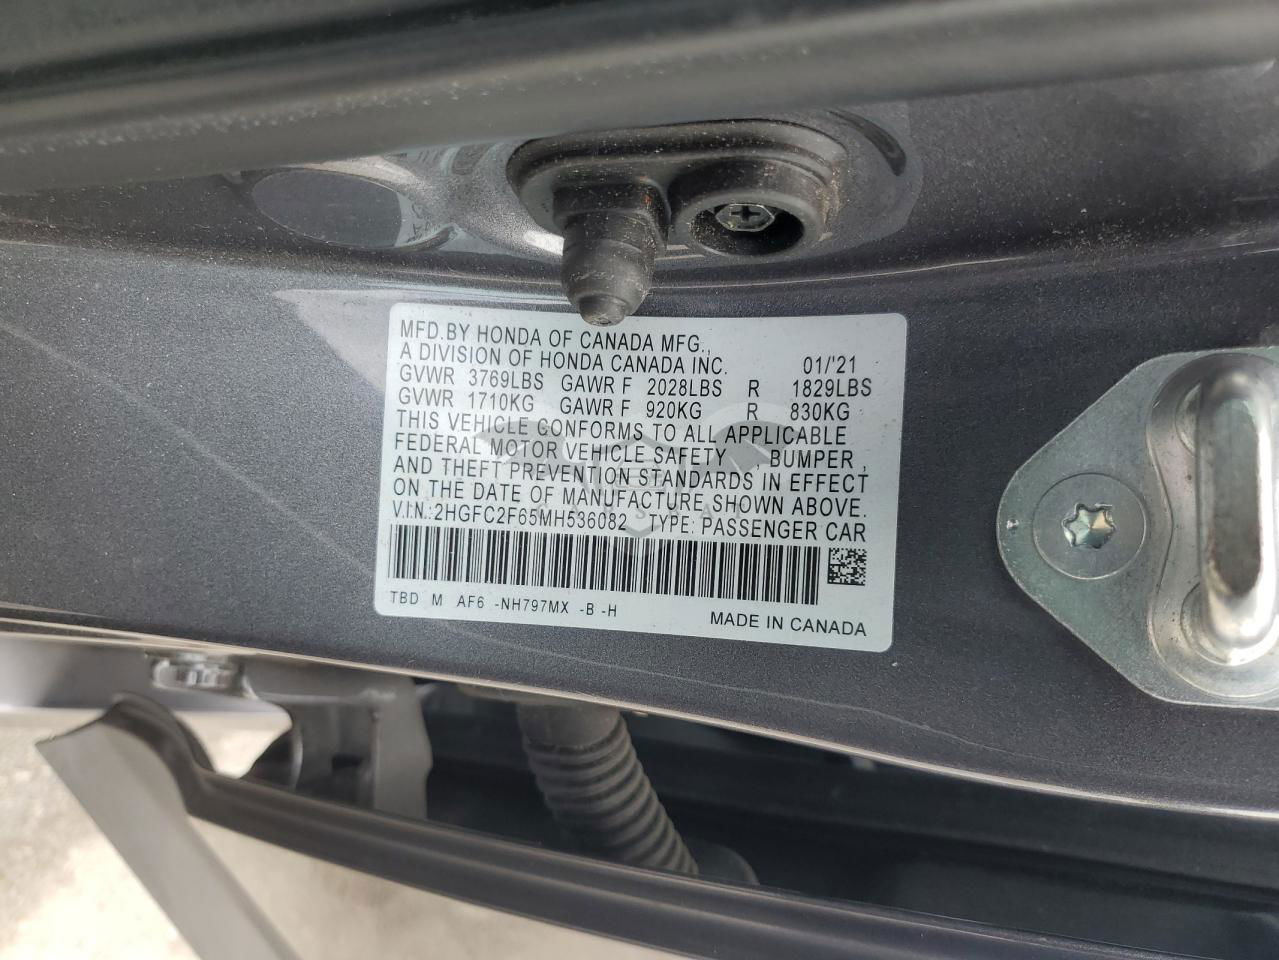 MFD.BY HONDA OF CANADA MFG.,
A DIVISION OF HONDA CANADA INC. 01/'21
GVWR 3769LBS GAWR F 2028LBS R 1829LBS
GVWR 1710KG GAWR F 920KG R 830KG
THIS VEHICLE CONFORMS TO ALL APPLICABLE
FEDERAL MOTOR VEHICLE SAFETY , BUMPER ,
AND THEFT PREVENTION STANDARDS IN EFFECT
ON THE DATE OF MANUFACTURE SHOWN ABOVE.
V.I.N.: 2HGFC2F65MH536082 TYPE: PASSENGER CAR
TBD M AF6 -NH797MX -B -H
MADE IN CANADA